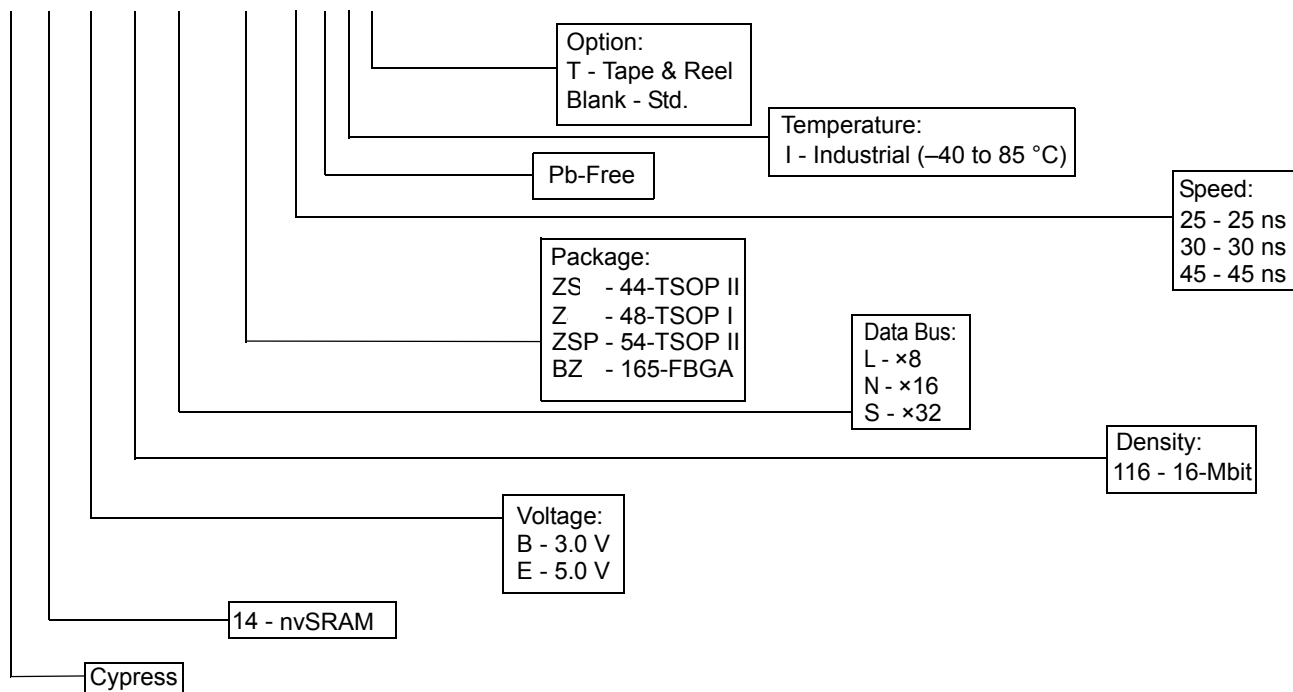 Option:
T - Tape & Reel
Blank - Std.
Temperature:
I - Industrial (–40 to 85 °C)
Pb-Free
Speed:
25 - 25 ns
30 - 30 ns
45 - 45 ns
Package:
ZS - 44-TSOP II
Z - 48-TSOP I
ZSP - 54-TSOP II
BZ - 165-FBGA
Data Bus:
L - ×8
N - ×16
S - ×32
Density:
116 - 16-Mbit
Voltage:
B - 3.0 V
E - 5.0 V
14 - nvSRAM
Cypress